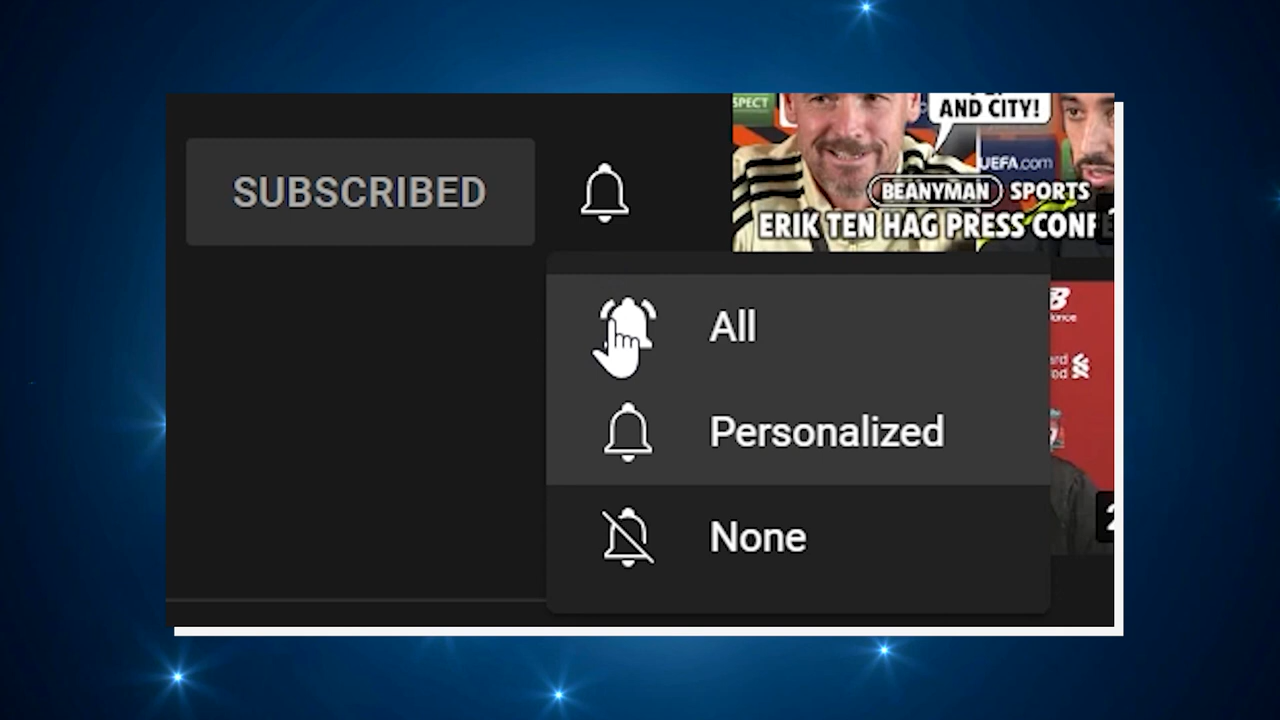 SPECT
AND CITY!
UEFA.com
BEANYMAN SPORTS
ERIK TEN HAG PRESS CONF
SUBSCRIBED
All
Personalized
None